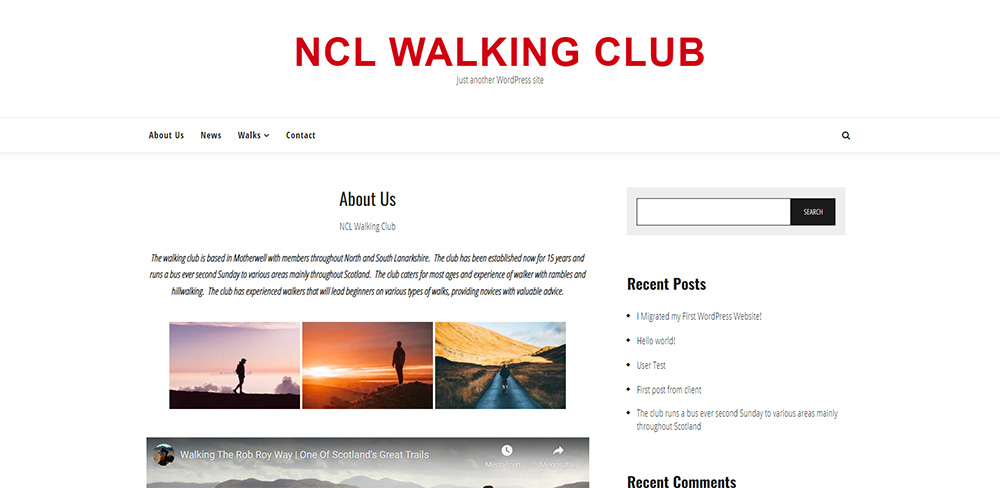 NCL WALKING CLUB
Just another WordPress site
About Us
News
Walks
Contact
About Us
NCL Walking Club
The walking club is based in Motherwell with members throughout North and South Lanarkshire. The club has been established now for 15 years and
runs a bus ever second Sunday to various areas mainly throughout Scotland. The club caters for most ages and experience of walker with rambles and
hillwalking. The club has experienced walkers that will lead beginners on various types of walks, providing novices with valuable advice.
Walking The Rob Roy Way | One Of Scotland's Great Trails
SEARCH
Recent Posts
I Migrated my First WordPress Website!
Hello world!
User Test
First post from client
The club runs a bus ever second Sunday to various areas mainly
throughout Scotland
Recent Comments